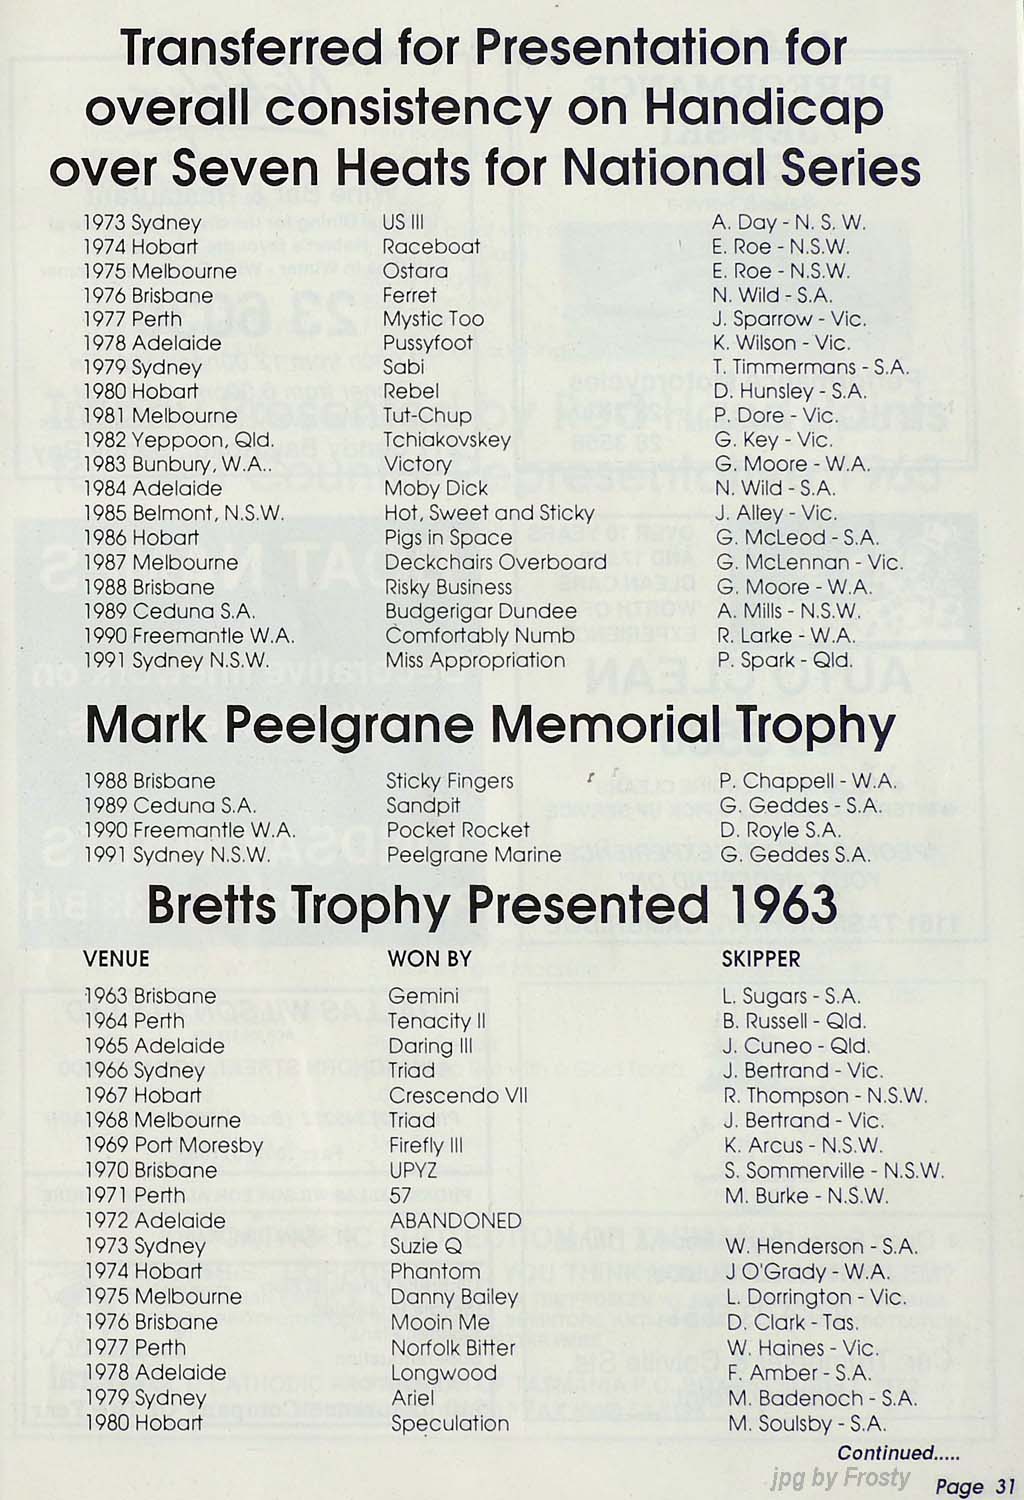 Transferred for Presentation for
overall consistency on Handicap
over Seven Heats for National Series
1973 Sydney US III A. Day - N. S. W.
1974 Hobart Raceboat E. Roe - N.S.W.
1975 Melbourne Ostara E. Roe - N.S.W.
1976 Brisbane Ferret N. Wild - S.A.
1977 Perth Mystic Too J. Sparrow - Vic.
1978 Adelaide Pussyfoot K. Wilson - Vic.
1979 Sydney Sabi T. Timmermans - S.A.
1980 Hobart Rebel D. Hunsley - S.A.
1981 Melbourne Tut-Chup P. Dore - Vic.
1982 Yeppoon, Qld. Tchiakovskey G. Key - Vic.
1983 Bunbury, W.A.. Victory G. Moore - W.A.
1984 Adelaide Moby Dick N. Wild - S.A.
1985 Belmont, N.S.W. Hot, Sweet and Sticky J. Alley - Vic.
1986 Hobart Pigs in Space G. McLeod - S.A.
1987 Melbourne Deckchairs Overboard G. McLennan - Vic.
1988 Brisbane Risky Business G. Moore - W.A.
1989 Ceduna S.A. Budgerigar Dundee A. Mills - N.S.W.
1990 Freemantle W.A. Comfortably Numb R. Larke - W.A.
1991 Sydney N.S.W. Miss Appropriation P. Spark - Qld.
Mark Peelgrane Memorial Trophy
1988 Brisbane Sticky Fingers P. Chappell - W.A.
1989 Ceduna S.A. Sandpit G. Geddes - S.A.
1990 Freemantle W.A. Pocket Rocket D. Royle S.A.
1991 Sydney N.S.W. Peelgrane Marine G. Geddes S.A.
Bretts Trophy Presented 1963
VENUE WON BY SKIPPER
1963 Brisbane Gemini L. Sugars - S.A.
1964 Perth Tenacity II B. Russell - Qld.
1965 Adelaide Daring III J. Cuneo - Qld.
1966 Sydney Triad J. Bertrand - Vic.
1967 Hobart Crescendo VII R. Thompson - N.S.W.
1968 Melbourne Triad J. Bertrand - Vic.
1969 Port Moresby Firefly III K. Arcus - N.S.W.
1970 Brisbane UPYZ S. Sommerville - N.S.W.
1971 Perth 57 M. Burke - N.S.W.
1972 Adelaide ABANDONED
1973 Sydney Suzie Q W. Henderson - S.A.
1974 Hobart Phantom J O'Grady - W.A.
1975 Melbourne Danny Bailey L. Dorrington - Vic.
1976 Brisbane Mooin Me D. Clark - Tas.
1977 Perth Norfolk Bitter W. Haines - Vic.
1978 Adelaide Longwood F. Amber - S.A.
1979 Sydney Ariel M. Badenoch - S.A.
1980 Hobart Speculation M. Soulsby - S.A.
Continued.....
jpg by Frosty
Page 31